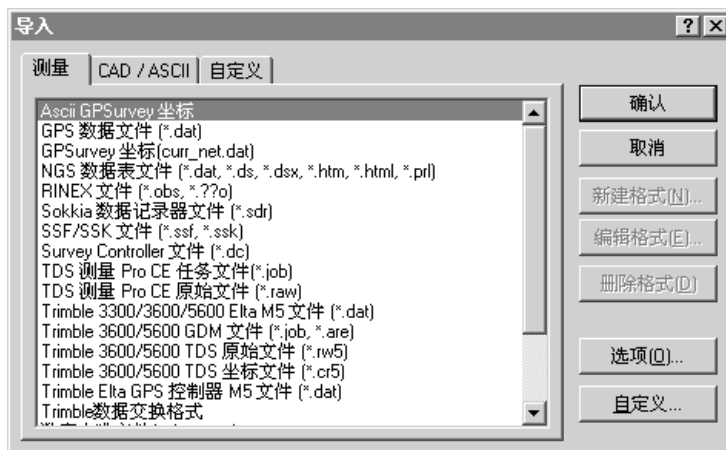 导入
测量
CAD / ASCII
自定义
Ascii GPSurvey 坐标
GPS 数据文件 (*.dat)
GPSurvey 坐标(curr_net.dat)
NGS 数据表文件 (*.dat, *.ds, *.dsx, *.htm, *.html, *.prl)
RINEX 文件 (*.obs, *.??o)
Sokkia 数据记录器文件 (*.sdr)
SSF/SSK 文件 (*.ssf, *.ssk)
Survey Controller 文件 (*.dc)
TDS 测量 Pro CE 任务文件(*.job)
TDS 测量 Pro CE 原始文件 (*.raw)
Trimble 3300/3600/5600 Elta M5 文件 (*.dat)
Trimble 3600/5600 GDM 文件 (*.job, *.are)
Trimble 3600/5600 TDS 原始文件 (*.rw5)
Trimble 3600/5600 TDS 坐标文件 (*.cr5)
Trimble Elta GPS 控制器 M5 文件 (*.dat)
Trimble数据交换格式
确认
取消
新建格式(N)...
编辑格式(E)...
删除格式(D)
选项(O)...
自定义...